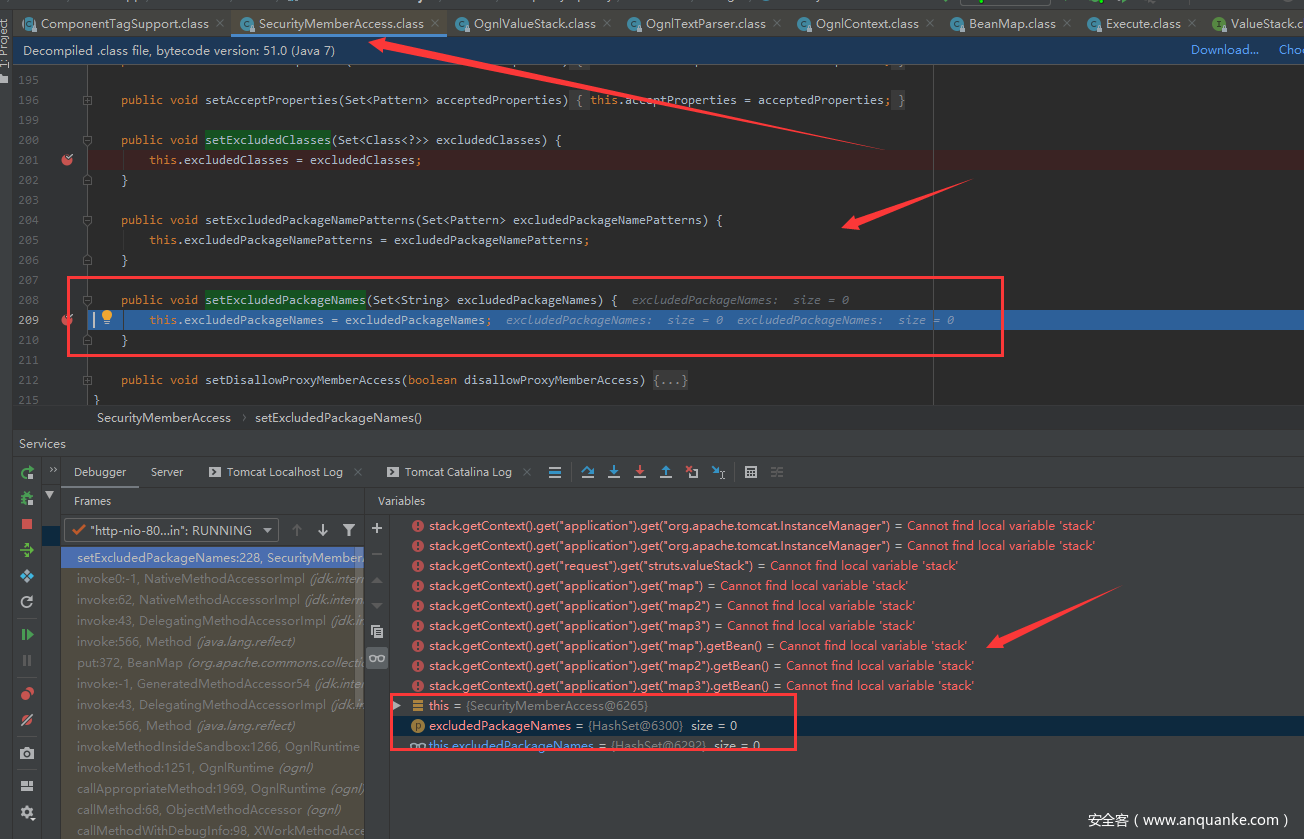 1: Project
ComponentTagSupport.class SecurityMemberAccess.class OgnlValueStack.class OgnlTextParser.class OgnlContext.class BeanMap.class Execute.class ValueStack.c
Decompiled .class file, bytecode version: 51.0 (Java 7) Download... Choo
195
196 public void setAcceptProperties(Set<Pattern> acceptedProperties) { this.acceptProperties = acceptedProperties; }
199
200 public void setExcludedClasses(Set<Class<?>> excludedClasses) {
201 this.excludedClasses = excludedClasses;
202 }
203
204 public void setExcludedPackageNamePatterns(Set<Pattern> excludedPackageNamePatterns) {
205 this.excludedPackageNamePatterns = excludedPackageNamePatterns;
206 }
207
208 public void setExcludedPackageNames(Set<String> excludedPackageNames) { excludedPackageNames: size = 0
209 this.excludedPackageNames = excludedPackageNames; excludedPackageNames: size = 0 excludedPackageNames: size = 0
210 }
211
212 public void setDisallowProxyMemberAccess(boolean disallowProxyMemberAccess) {...}
215 }
SecurityMemberAccess › setExcludedPackageNames()
Services
Debugger Server Tomcat Localhost Log Tomcat Catalina Log
Frames
Variables
"http-nio-80...in": RUNNING
setExcludedPackageNames:228, SecurityMember
invoke0:-1, NativeMethodAccessorImpl (jdk.intern
invoke:62, NativeMethodAccessorImpl (jdk.intern
invoke:43, DelegatingMethodAccessorImpl (jdk.i
invoke:566, Method (java.lang.reflect)
put:372, BeanMap (org.apache.commons.collectio
invoke:-1, GeneratedMethodAccessor54 (jdk.inter
invoke:43, DelegatingMethodAccessorImpl (jdk.i
invoke:566, Method (java.lang.reflect)
invokeMethodInsideSandbox:1266, OgnlRuntime
invokeMethod:1251, OgnlRuntime (ognl)
callAppropriateMethod:1969, OgnlRuntime (ognl)
callMethod:68, ObjectMethodAccessor (ognl)
callMethodWithDebugInfo:98, XWorkMethodAcce
stack.getContext().get("application").get("org.apache.tomcat.InstanceManager") = Cannot find local variable 'stack'
stack.getContext().get("application").get("org.apache.tomcat.InstanceManager") = Cannot find local variable 'stack'
stack.getContext().get("request").get("struts.valueStack") = Cannot find local variable 'stack'
stack.getContext().get("application").get("map") = Cannot find local variable 'stack'
stack.getContext().get("application").get("map2") = Cannot find local variable 'stack'
stack.getContext().get("application").get("map3") = Cannot find local variable 'stack'
stack.getContext().get("application").get("map").getBean() = Cannot find local variable 'stack'
stack.getContext().get("application").get("map2").getBean() = Cannot find local variable 'stack'
stack.getContext().get("application").get("map3").getBean() = Cannot find local variable 'stack'
this = {SecurityMemberAccess@6265}
excludedPackageNames = {HashSet@6300} size = 0
this.excludedPackageNames = {HashSet@6292} size = 0
安全客（www.anquanke.com）